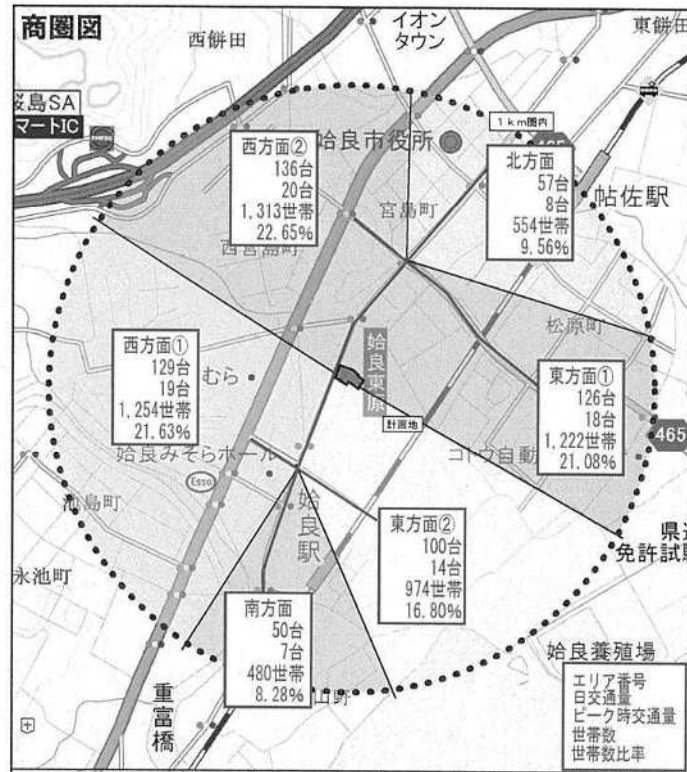 商圏図
西餅田
イオン
タウン
東餅田
桜島SA
スマートIC
1km圏内
姶良市役所
西方面②
136台
20台
1,313世帯
22.65%
北方面
57台
8台
554世帯
9.56%
帖佐駅
宮島町
西宮島町
松原町
西方面①
129台
19台
1,254世帯
21.63%
むら
姶良東原
計画地
東方面①
126台
18台
1,222世帯
21.08%
465
コトウ自動
姶良みそらホール
Esso
池島町
姶良駅
東方面②
100台
14台
974世帯
16.80%
免許試験
永池町
南方面
50台
7台
480世帯
8.28%
山野
重富橋
姶良養殖場
エリア番号
日交通量
ピーク時交通量
世帯数
世帯数比率